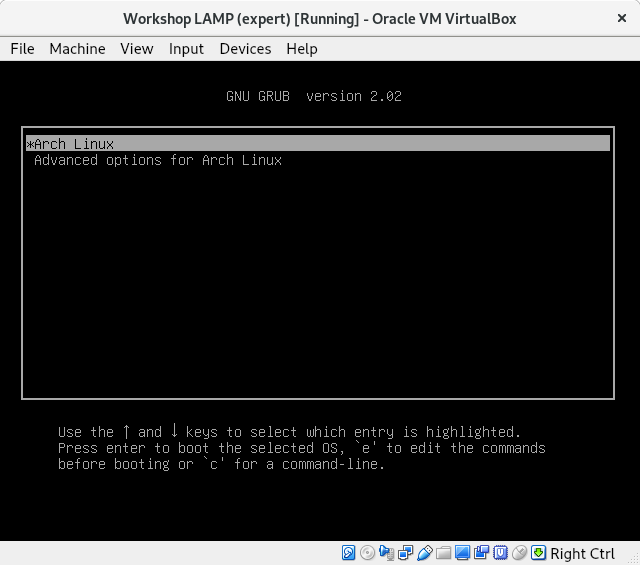 Workshop LAMP (expert) [Running] - Oracle VM VirtualBox ×
File Machine View Input Devices Help
GNU GRUB version 2.02
*Arch Linux
Advanced options for Arch Linux
Use the ↑ and ↓ keys to select which entry is highlighted.
Press enter to boot the selected OS, `e' to edit the commands
before booting or `c' for a command-line.
Right Ctrl